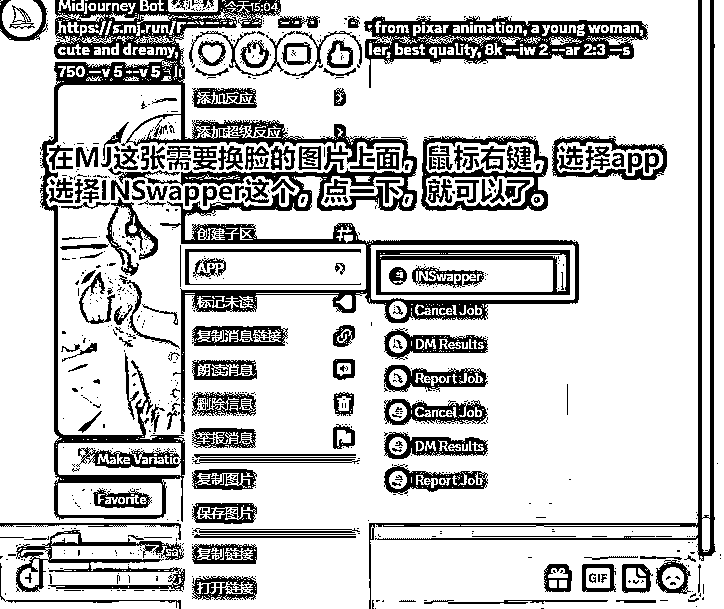 Midjourney Bot 今天15:04
https://s.mj.run/ from pixar animation, a young woman,
cute and dreamy, ler, best quality, 8k —iw 2 —ar 2:3 —s
750 —v 5 --v 5 -
添加反应
添加超级反应
在MJ这张需要换脸的图片上面，鼠标右键，选择app
选择INSwapper这个，点一下，就可以了。
创建子区
APP
INSwapper
标记未读
Cancel Job
复制消息链接
DM Results
朗读消息
Report Job
删除信息
Cancel Job
举报消息
DM Results
Make Variatio
复制图片
Report Job
Favorite
保存图片
复制链接
GIF
打开链接